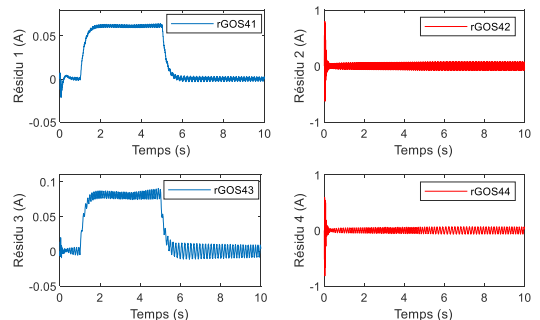 rGOS41
Résidu 1 (A)
0.05
0
-0.05
0 2 4 6 8 10
Temps (s)
rGOS42
Résidu 2 (A)
1
0
-1
0 2 4 6 8 10
Temps (s)
rGOS43
Résidu 3 (A)
0.1
0.05
0
-0.05
0 2 4 6 8 10
Temps (s)
rGOS44
Résidu 4 (A)
1
0
-1
0 2 4 6 8 10
Temps (s)